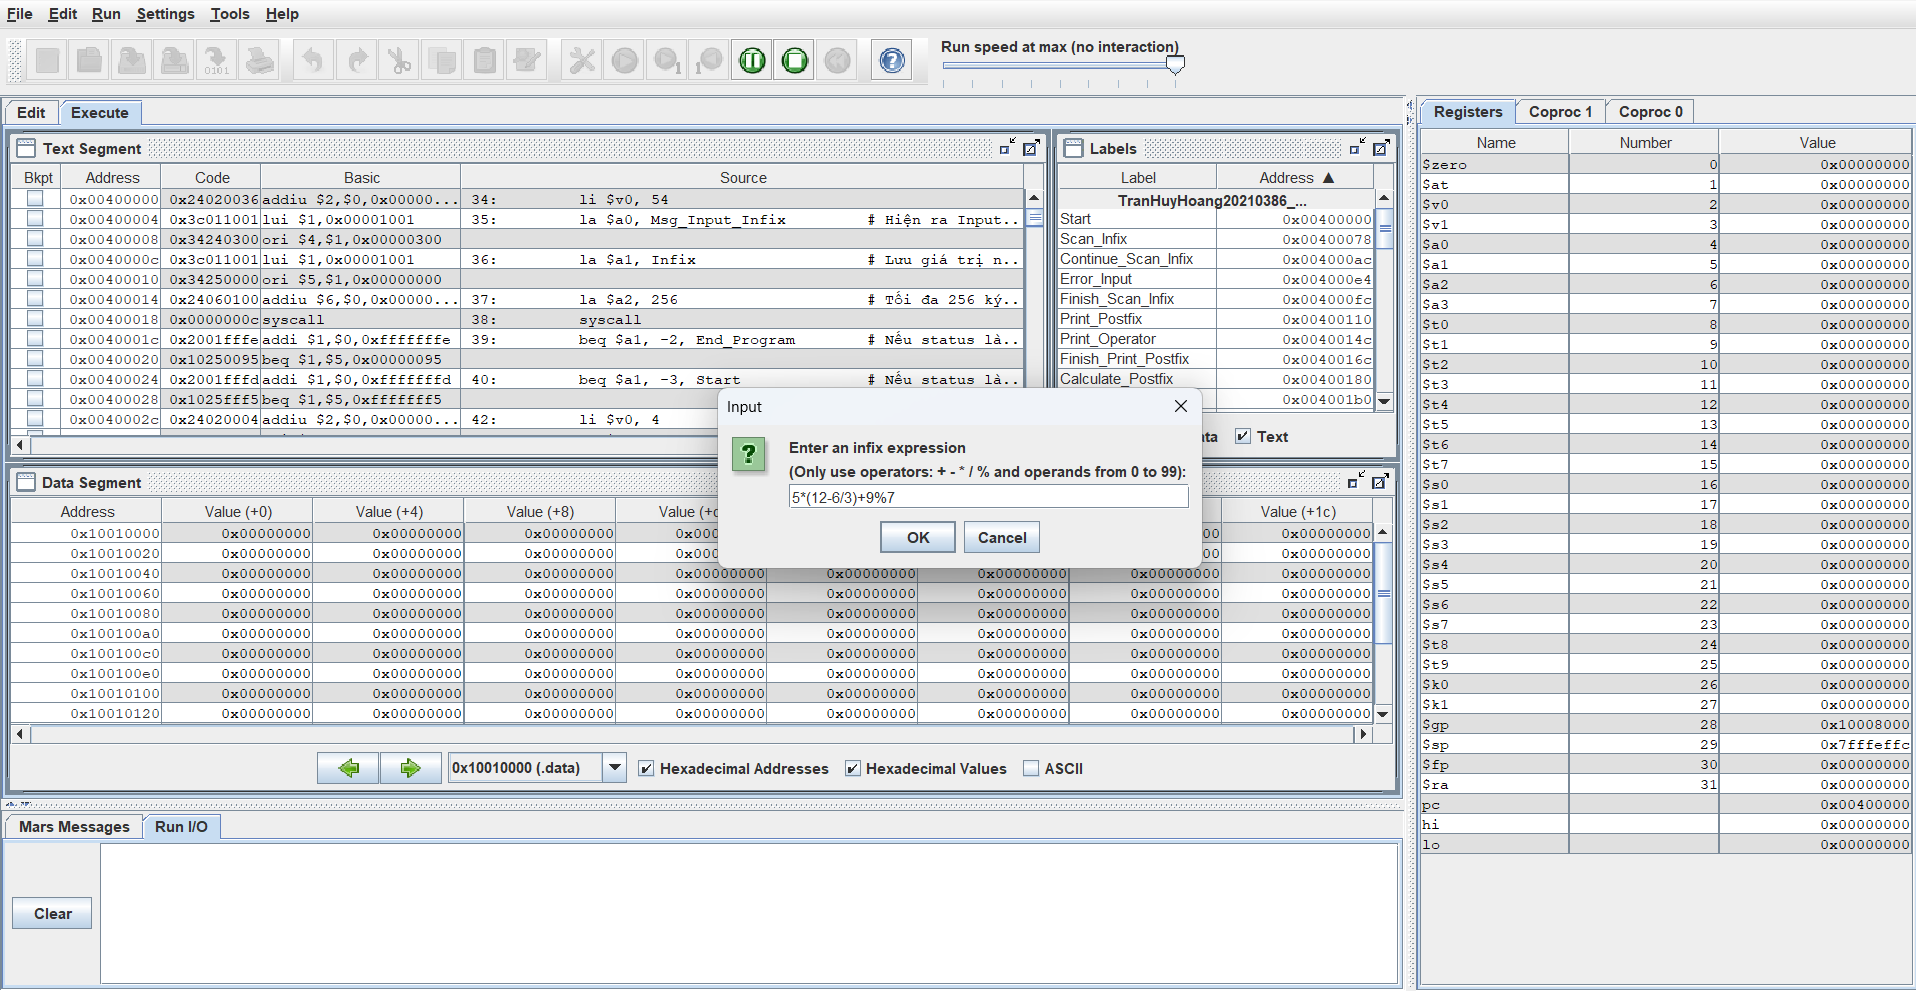 File Edit Run Settings Tools Help
Run speed at max (no interaction)
Edit Execute
Text Segment
Bkpt Address Code Basic Source
0x00400000 0x24020036 addiu $2,$0,0x00000... 34: li $v0, 54
0x00400004 0x3c011001 lui $1,0x00001001 35: la $a0, Msg_Input_Infix # Hiện ra Input...
0x00400008 0x34240300 ori $4,$1,0x00000300
0x0040000c 0x3c011001 lui $1,0x00001001 36: la $a1, Infix # Lưu giá trị n...
0x00400010 0x34250000 ori $5,$1,0x00000000
0x00400014 0x24060100 addiu $6,$0,0x00000... 37: la $a2, 256 # Tối đa 256 ký...
0x00400018 0x0000000c syscall 38: syscall
0x0040001c 0x2001fffe addi $1,$0,0xfffffffe 39: beq $a1, -2, End_Program # Nếu status là...
0x00400020 0x10250095 beq $1,$5,0x00000095
0x00400024 0x2001fffd addi $1,$0,0xfffffffd 40: beq $a1, -3, Start # Nếu status là...
0x00400028 0x1025fff5 beq $1,$5,0xfffffff5
0x0040002c 0x24020004 addiu $2,$0,0x00000... 42: li $v0, 4
Labels
Label Address ▲
TranHuyHoang20210386_...
Start 0x00400000
Scan_Infix 0x00400078
Continue_Scan_Infix 0x004000ac
Error_Input 0x004000e4
Finish_Scan_Infix 0x004000fc
Print_Postfix 0x00400110
Print_Operator 0x0040014c
Finish_Print_Postfix 0x0040016c
Calculate_Postfix 0x00400180
0x004001b0
ta Text
Input
Enter an infix expression
(Only use operators: + - * / % and operands from 0 to 99):
5*(12-6/3)+9%7
OK Cancel
Data Segment
Address Value (+0) Value (+4) Value (+8) Value (+c Value (+1c)
0x10010000 0x00000000 0x00000000 0x00000000 0x000 00 0x00000000
0x10010020 0x00000000 0x00000000 0x00000000 0x000 00 0x00000000
0x10010040 0x00000000 0x00000000 0x00000000 0x00000000 0x00000000 0x00000000 0x00000000
0x10010060 0x00000000 0x00000000 0x00000000 0x00000000 0x00000000 0x00000000 0x00000000
0x10010080 0x00000000 0x00000000 0x00000000 0x00000000 0x00000000 0x00000000 0x00000000
0x100100a0 0x00000000 0x00000000 0x00000000 0x00000000 0x00000000 0x00000000 0x00000000 0x00000000
0x100100c0 0x00000000 0x00000000 0x00000000 0x00000000 0x00000000 0x00000000 0x00000000 0x00000000
0x100100e0 0x00000000 0x00000000 0x00000000 0x00000000 0x00000000 0x00000000 0x00000000 0x00000000
0x10010100 0x00000000 0x00000000 0x00000000 0x00000000 0x00000000 0x00000000 0x00000000 0x00000000
0x10010120 0x00000000 0x00000000 0x00000000 0x00000000 0x00000000 0x00000000 0x00000000 0x00000000
0x10010000 (.data) Hexadecimal Addresses Hexadecimal Values ASCII
Mars Messages Run I/O
Clear
Registers Coproc 1 Coproc 0
Name Number Value
$zero 0 0x00000000
$at 1 0x00000000
$v0 2 0x00000000
$v1 3 0x00000000
$a0 4 0x00000000
$a1 5 0x00000000
$a2 6 0x00000000
$a3 7 0x00000000
$t0 8 0x00000000
$t1 9 0x00000000
$t2 10 0x00000000
$t3 11 0x00000000
$t4 12 0x00000000
$t5 13 0x00000000
$t6 14 0x00000000
$t7 15 0x00000000
$s0 16 0x00000000
$s1 17 0x00000000
$s2 18 0x00000000
$s3 19 0x00000000
$s4 20 0x00000000
$s5 21 0x00000000
$s6 22 0x00000000
$s7 23 0x00000000
$t8 24 0x00000000
$t9 25 0x00000000
$k0 26 0x00000000
$k1 27 0x00000000
$gp 28 0x10008000
$sp 29 0x7fffeffc
$fp 30 0x00000000
$ra 31 0x00000000
pc 0x00400000
hi 0x00000000
lo 0x00000000